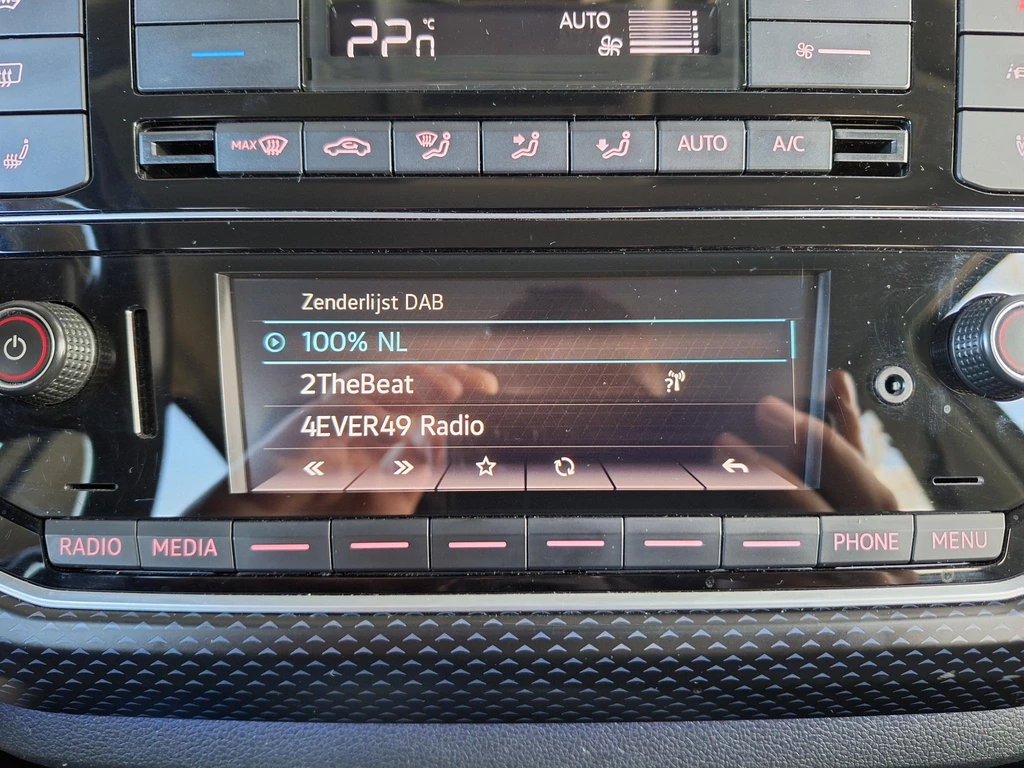 22 °C AUTO
MAX AUTO A/C
Zenderlijst DAB
100% NL
2TheBeat ?
4EVER49 Radio
RADIO MEDIA PHONE MENU